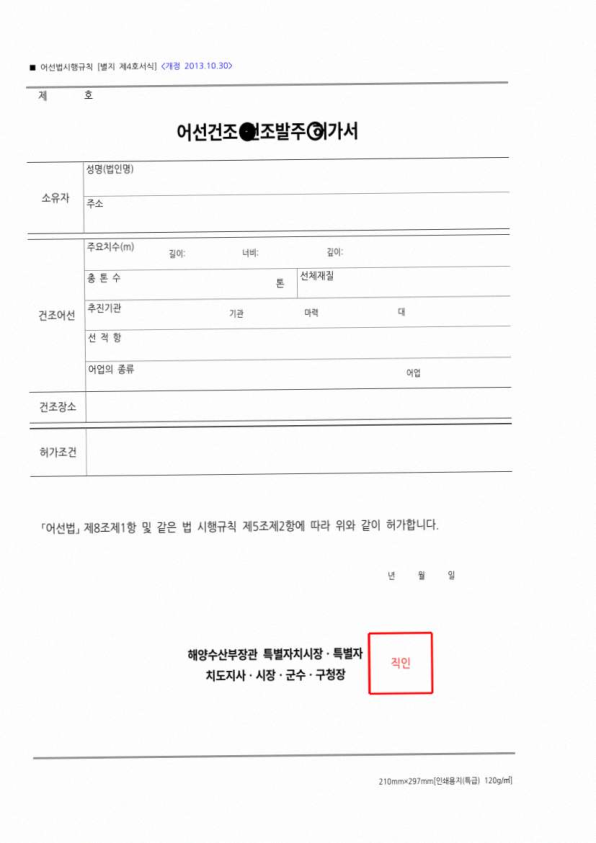 ■ 어선법시행규칙 [별지 제4호서식] <개정 2013.10.30>
제 호
어선건조 조발주 가서
소유자
성명(법인명)
주소
건조어선
주요치수(m) 길이: 너비: 깊이:
총 톤 수 톤 선체재질
추진기관 기관 마력 대
선 적 항
어업의 종류 어업
건조장소
허가조건
「어선법」 제8조제1항 및 같은 법 시행규칙 제5조제2항에 따라 위와 같이 허가합니다.
년 월 일
해양수산부장관 특별자치시장·특별자
치도지사·시장·군수·구청장
직인
210mm×297mm[인쇄용지(특급) 120g/㎡]